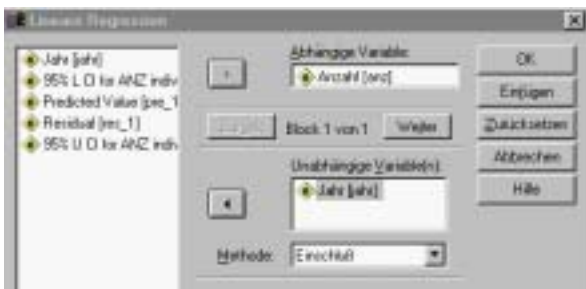 Lineare Regression
Jahr [jahr]
95% L CI for ANZ indiv
Predicted Value [pre_1
Residual [res_1]
95% U CI for ANZ indiv
Abhängige Variable:
Anzahl [anz]
Block 1 von 1
Weiter
Unabhängige Variable(n):
Jahr [jahr]
Methode:
Einschluß
OK
Einfügen
Zurücksetzen
Abbrechen
Hilfe